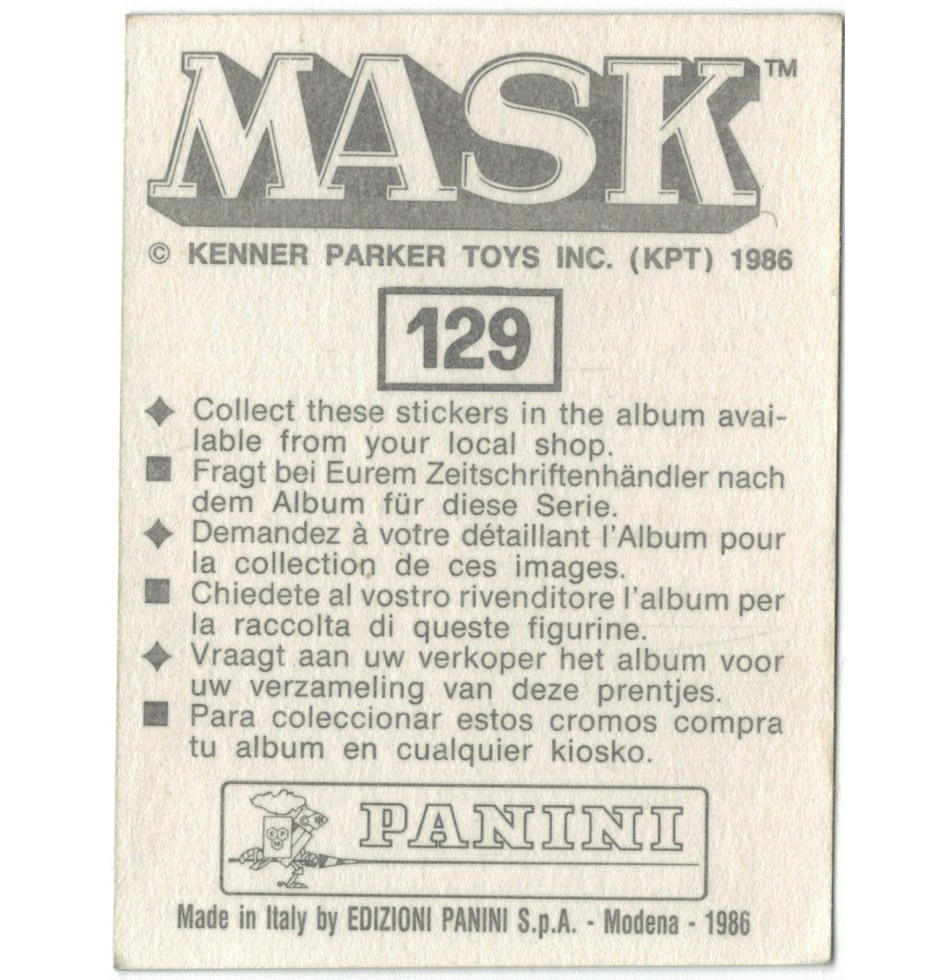 MASK™
© KENNER PARKER TOYS INC. (KPT) 1986
129
Collect these stickers in the album avai-
lable from your local shop.
Fragt bei Eurem Zeitschriftenhändler nach
dem Album für diese Serie.
Demandez à votre détaillant l'Album pour
la collection de ces images.
Chiedete al vostro rivenditore l'album per
la raccolta di queste figurine.
Vraagt aan uw verkoper het album voor
uw verzameling van deze prentjes.
Para coleccionar estos cromos compra
tu album en cualquier kiosko.
PANINI
Made in Italy by EDIZIONI PANINI S.p.A. - Modena - 1986